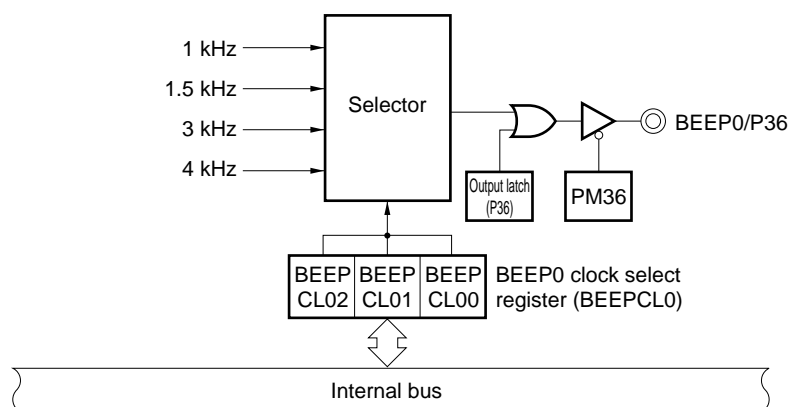 1 kHz
1.5 kHz
3 kHz
4 kHz
Selector
BEEP0/P36
Output latch
(P36)
PM36
BEEP
CL02
BEEP
CL01
BEEP
CL00
BEEP0 clock select
register (BEEPCL0)
Internal bus